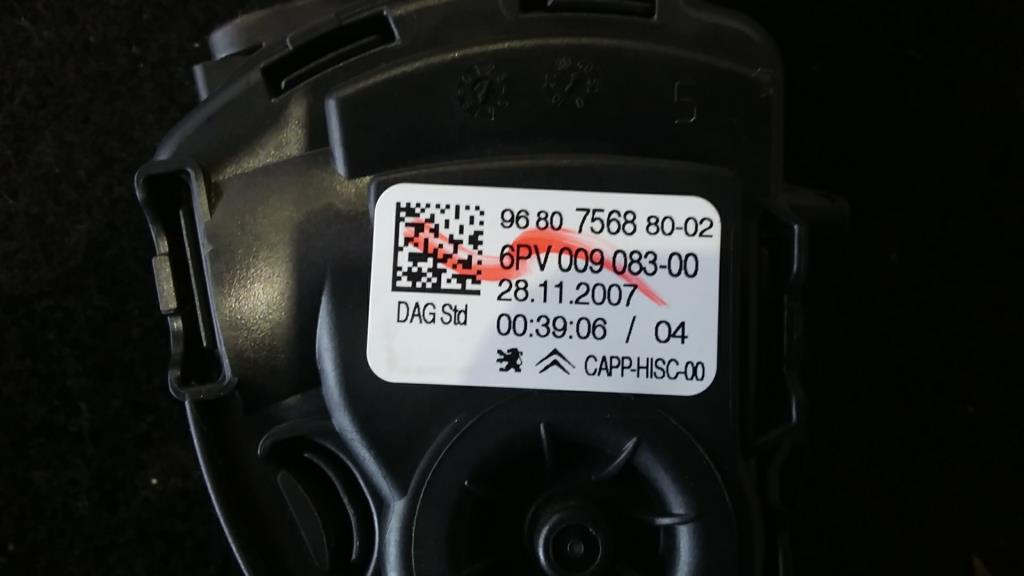 5
96 80 7568 80-02
6PV 009 083-00
28.11.2007
DAG Std
00:39:06 / 04
CAPP-HISC-00